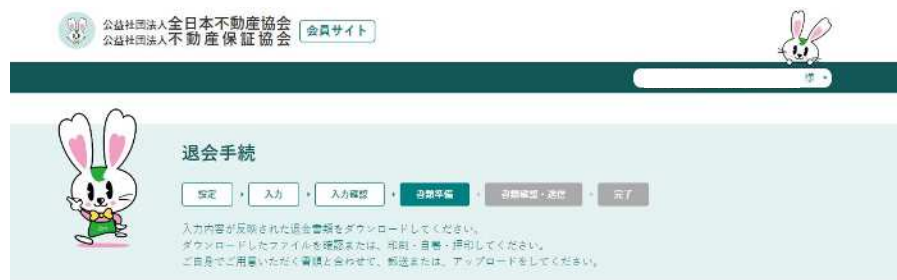 公益社団法人全日本不動産協会
公益社団法人不動産保証協会
会員サイト
様
退会手続
設定
入力
入力確認
書類準備
書類確認・送信
完了
入力内容が反映された退会書類をダウンロードしてください。
ダウンロードしたファイルを確認または、印刷・自署・押印してください。
ご自身でご用意いただく書類と合わせて、郵送または、アップロードをしてください。